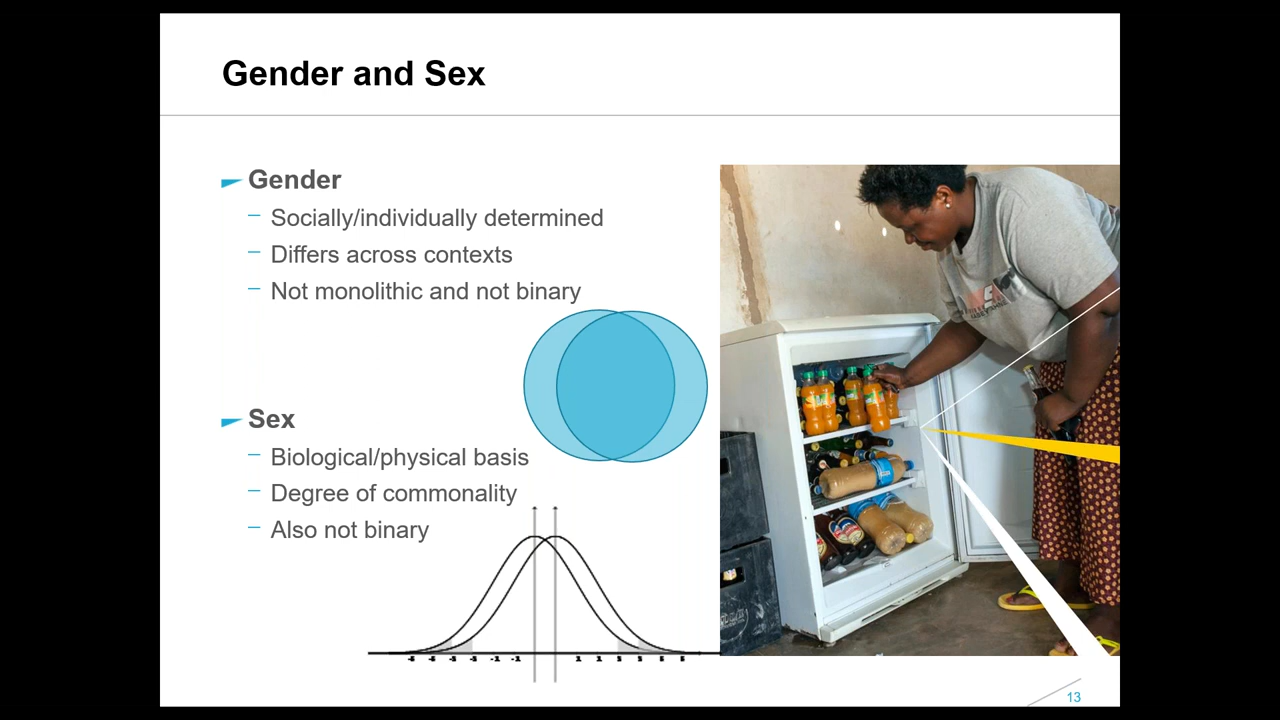 Gender and Sex
Gender
– Socially/individually determined
– Differs across contexts
– Not monolithic and not binary
Sex
– Biological/physical basis
– Degree of commonality
– Also not binary
13